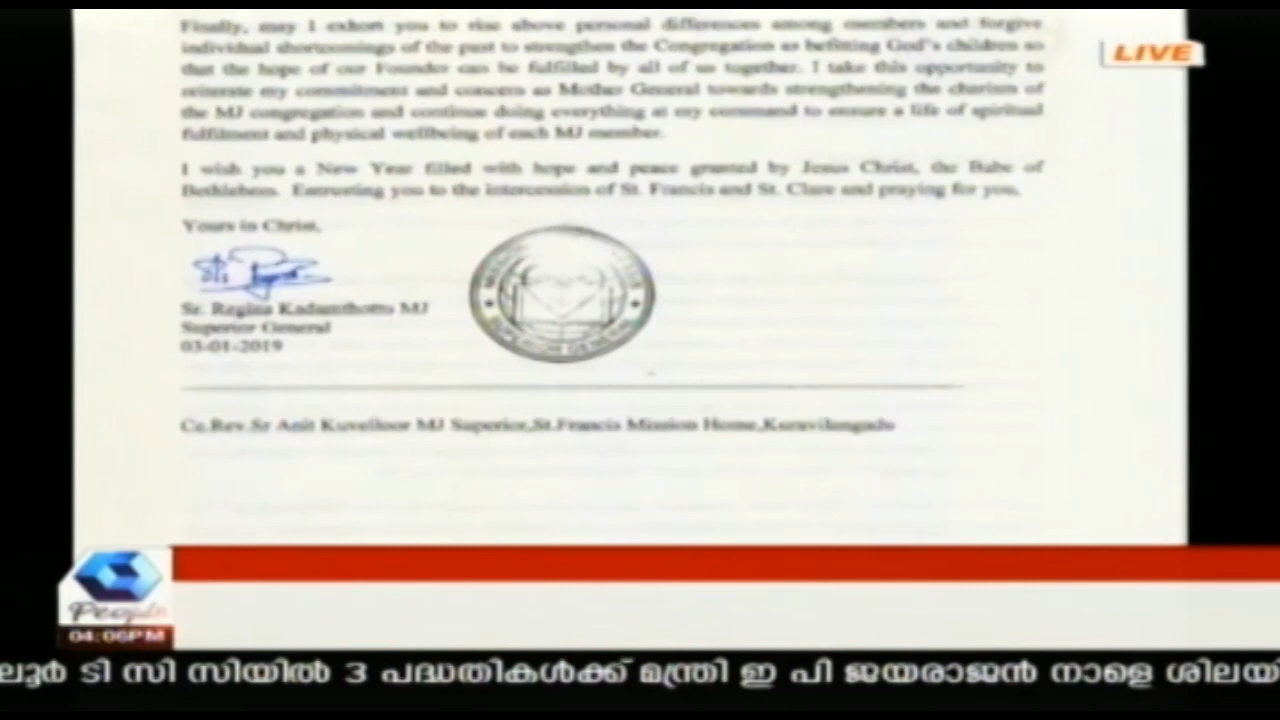 Finally, may I exhort you to rise above personal differences among members and forgive
individual shortcomings of the past to strengthen the Congregation as befitting God's children so
that the hope of our Founder can be fulfilled by all of us together. I take this opportunity to
reiterate my commitment and concern as Mother General towards strengthening the charism of
the MJ congregation and continue doing everything at my command to ensure a life of spiritual
fulfilment and physical wellbeing of each MJ member.
I wish you a New Year filled with hope and peace granted by Jesus Christ, the Babe of
Bethlehem. Entrusting you to the intercession of St. Francis and St. Clare and praying for you,
Yours in Christ,
Sr. Regina Kadamthottu MJ
Superior General
03-01-2019
SUPERIOR GENERAL
Cc.Rev.Sr Anit Kuvelloor MJ Superior,St.Francis Mission Home,Kuravilangadu
LIVE
People
04:06PM
ലൂർ ടി സി സിയിൽ 3 പദ്ധതികൾക്ക് മന്ത്രി ഇ പി ജയരാജൻ നാളെ ശിലയി